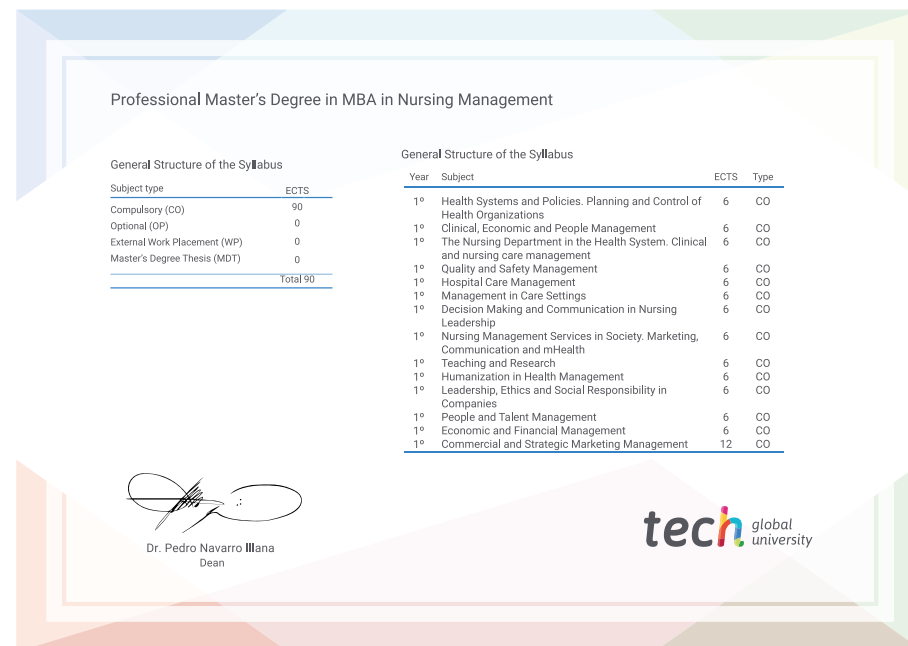 Professional Master's Degree in MBA in Nursing Management
General Structure of the Syllabus
Subject type ECTS
Compulsory (CO) 90
Optional (OP) 0
External Work Placement (WP) 0
Master's Degree Thesis (MDT) 0
Total 90
General Structure of the Syllabus
Year Subject ECTS Type
1º Health Systems and Policies. Planning and Control of 6 CO
Health Organizations
1º Clinical, Economic and People Management 6 CO
1º The Nursing Department in the Health System. Clinical 6 CO
and nursing care management
1º Quality and Safety Management 6 CO
1º Hospital Care Management 6 CO
1º Management in Care Settings 6 CO
1º Decision Making and Communication in Nursing 6 CO
Leadership
1º Nursing Management Services in Society. Marketing, 6 CO
Communication and mHealth
1º Teaching and Research 6 CO
1º Humanization in Health Management 6 CO
1º Leadership, Ethics and Social Responsibility in 6 CO
Companies
1º People and Talent Management 6 CO
1º Economic and Financial Management 6 CO
1º Commercial and Strategic Marketing Management 12 CO
Dr. Pedro Navarro Illana
Dean
tech global
university